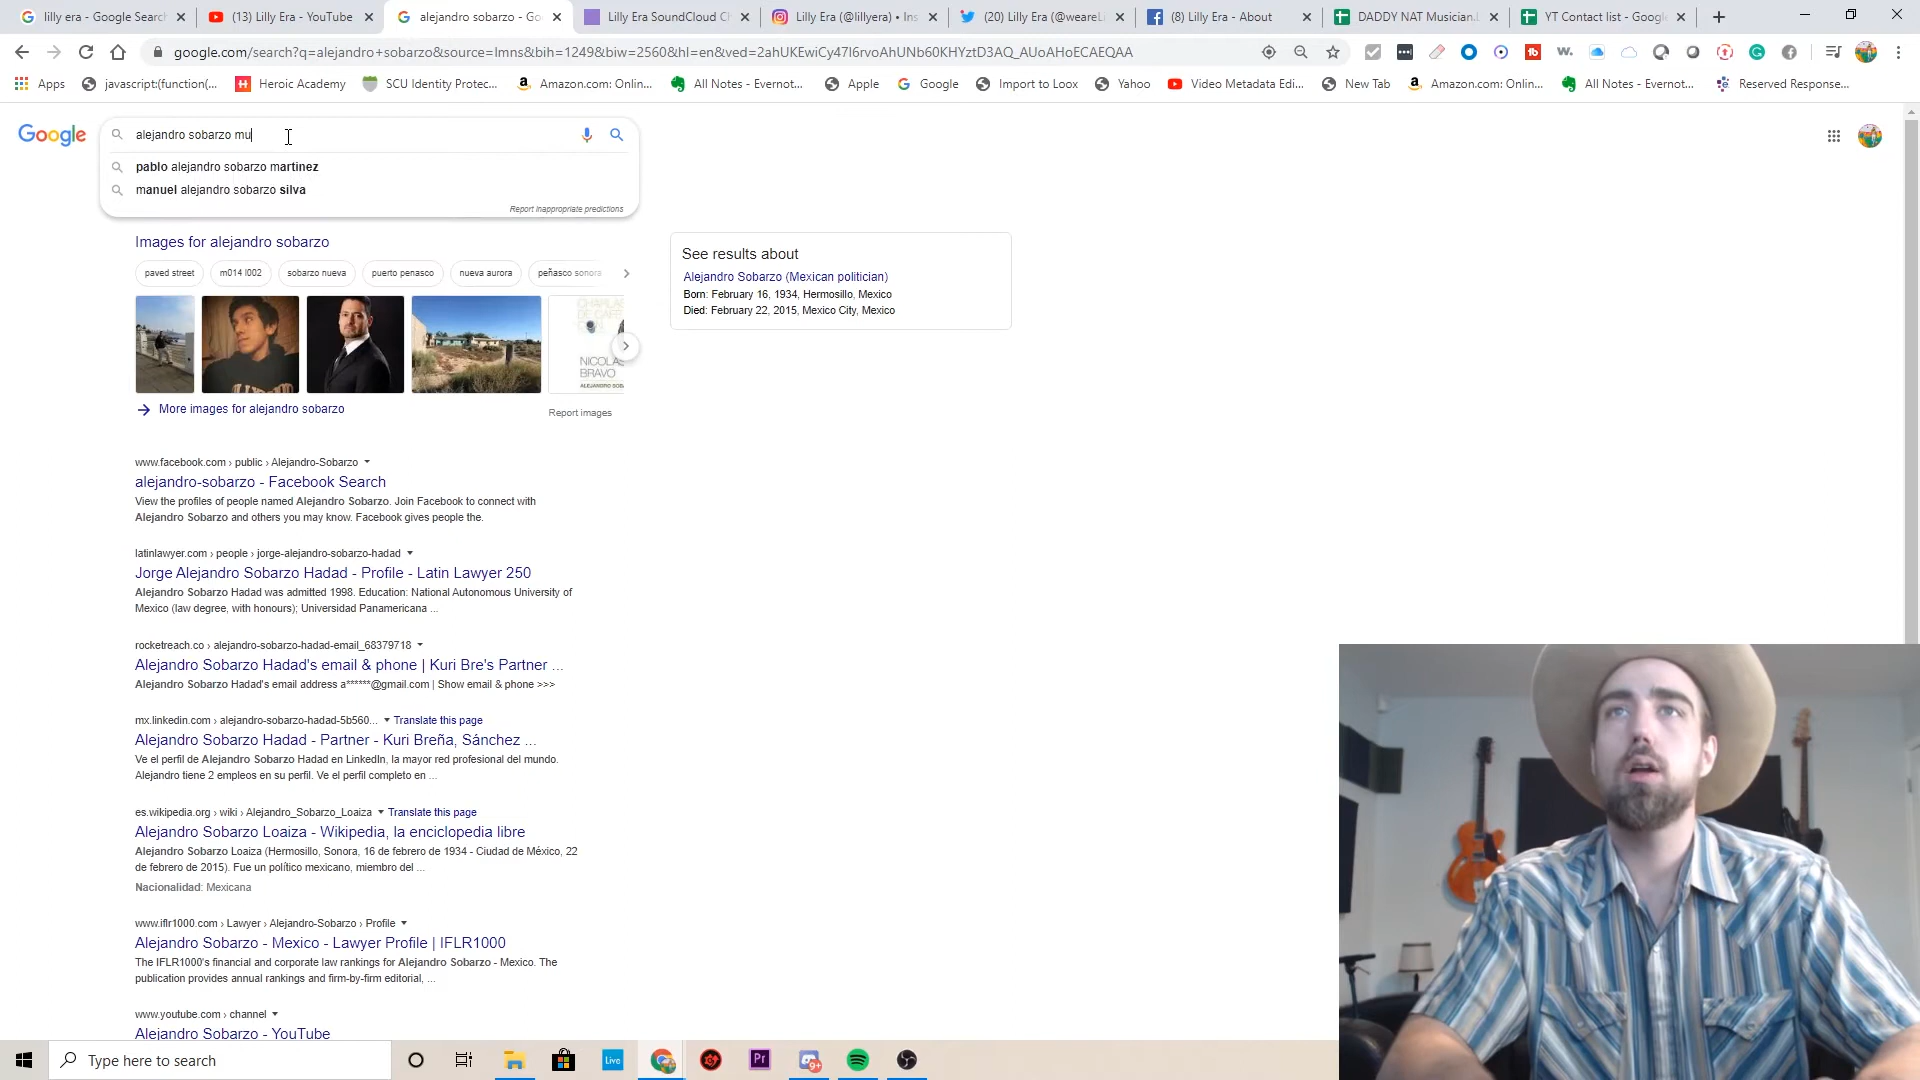 lilly era - Google Search
(13) Lilly Era - YouTube
alejandro sobarzo - Go
Lilly Era SoundCloud Ch
Lilly Era (@lillyera) • Ins
(20) Lilly Era (@weareLi
(8) Lilly Era - About
DADDY NAT Musician.L
YT Contact list - Google
google.com/search?q=alejandro+sobarzo&source=lmns&bih=1249&biw=2560&hl=en&ved=2ahUKEwiCy47l6rvoAhUNb60KHYztD3AQ_AUoAHoECAEQAA
Apps
javascript:(function(...
Heroic Academy
SCU Identity Protec...
Amazon.com: Onlin...
All Notes - Evernot...
Apple
Google
Import to Loox
Yahoo
Video Metadata Edi...
New Tab
Amazon.com: Onlin...
All Notes - Evernot...
Reserved Response...
Google
alejandro sobarzo mu
pablo alejandro sobarzo martinez
manuel alejandro sobarzo silva
Report inappropriate predictions
Images for alejandro sobarzo
paved street
m014 l002
sobarzo nueva
puerto penasco
nueva aurora
peñasco sonora
CHARLAS
DE CAFÉ
CON
NICOLAS
BRAVO
ALEJANDRO SOB
More images for alejandro sobarzo
Report images
See results about
Alejandro Sobarzo (Mexican politician)
Born: February 16, 1934, Hermosillo, Mexico
Died: February 22, 2015, Mexico City, Mexico
www.facebook.com › public › Alejandro-Sobarzo
alejandro-sobarzo - Facebook Search
View the profiles of people named Alejandro Sobarzo. Join Facebook to connect with
Alejandro Sobarzo and others you may know. Facebook gives people the.
latinlawyer.com › people › jorge-alejandro-sobarzo-hadad
Jorge Alejandro Sobarzo Hadad - Profile - Latin Lawyer 250
Alejandro Sobarzo Hadad was admitted 1998. Education: National Autonomous University of
Mexico (law degree, with honours); Universidad Panamericana ...
rocketreach.co › alejandro-sobarzo-hadad-email_68379718
Alejandro Sobarzo Hadad's email & phone | Kuri Bre's Partner ...
Alejandro Sobarzo Hadad's email address a******@gmail.com | Show email & phone >>>
mx.linkedin.com › alejandro-sobarzo-hadad-5b560... Translate this page
Alejandro Sobarzo Hadad - Partner - Kuri Breña, Sánchez ...
Ve el perfil de Alejandro Sobarzo Hadad en LinkedIn, la mayor red profesional del mundo.
Alejandro tiene 2 empleos en su perfil. Ve el perfil completo en ...
es.wikipedia.org › wiki › Alejandro_Sobarzo_Loaiza Translate this page
Alejandro Sobarzo Loaiza - Wikipedia, la enciclopedia libre
Alejandro Sobarzo Loaiza (Hermosillo, Sonora, 16 de febrero de 1934 - Ciudad de México, 22
de febrero de 2015). Fue un político mexicano, miembro del ...
Nacionalidad: Mexicana
www.iflr1000.com › Lawyer › Alejandro-Sobarzo › Profile
Alejandro Sobarzo - Mexico - Lawyer Profile | IFLR1000
The IFLR1000's financial and corporate law rankings for Alejandro Sobarzo - Mexico. The
publication provides annual rankings and firm-by-firm editorial, ...
www.youtube.com › channel
Alejandro Sobarzo - YouTube
Type here to search
Live
Pr
9+